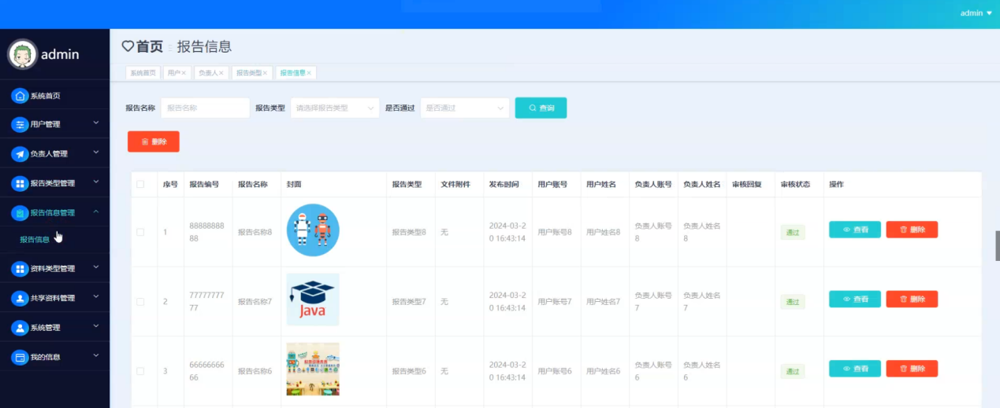 admin
admin
首页 报告信息
系统首页 用户× 负责人× 报告类型× 报告信息×
系统首页
用户管理
负责人管理
报告类型管理
报告信息管理
报告信息
资料类型管理
共享资料管理
系统管理
我的信息
报告名称 报告名称 报告类型 请选择报告类型 是否通过 是否通过 查询
删除
序号 报告编号 报告名称 封面 报告类型 文件附件 发布时间 用户账号 用户姓名 负责人账号 负责人姓名 审核回复 审核状态 操作
1 88888888 报告名称8 报告类型8 无 2024-03-2 用户账号8 用户姓名8 负责人账号 负责人姓名 通过 查看 删除
88 0 16:43:14 8 8
Java
2 77777777 报告名称7 报告类型7 无 2024-03-2 用户账号7 用户姓名7 负责人账号 负责人姓名 通过 查看 删除
77 0 16:43:14 7 7
3 66666666 报告名称6 报告类型6 无 2024-03-2 用户账号6 用户姓名6 负责人账号 负责人姓名 通过 查看 删除
66 0 16:43:14 6 6